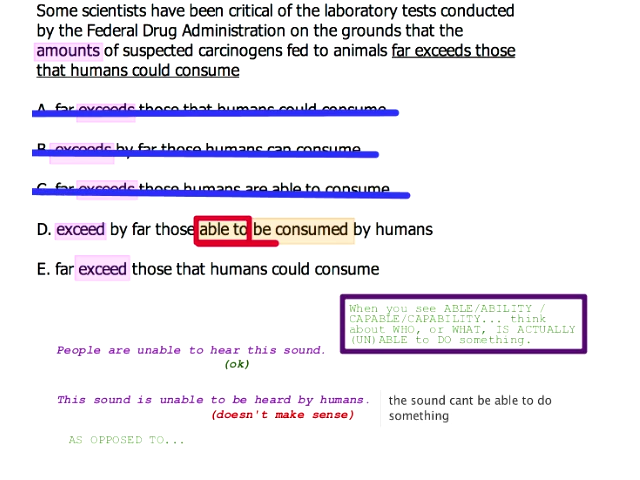 Some scientists have been critical of the laboratory tests conducted
by the Federal Drug Administration on the grounds that the
amounts of suspected carcinogens fed to animals far exceeds those
that humans could consume
A. far exceeds those that humans could consume
B. exceeds by far those humans can consume
C. far exceeds those humans are able to consume
D. exceed by far those able to be consumed by humans
E. far exceed those that humans could consume
When you see ABLE/ABILITY /
CAPABLE/CAPABILITY... think
about WHO, or WHAT, IS ACTUALLY
(UN)ABLE to DO something.
People are unable to hear this sound.
(ok)
This sound is unable to be heard by humans.
(doesn't make sense)
the sound cant be able to do
something
AS OPPOSED TO...